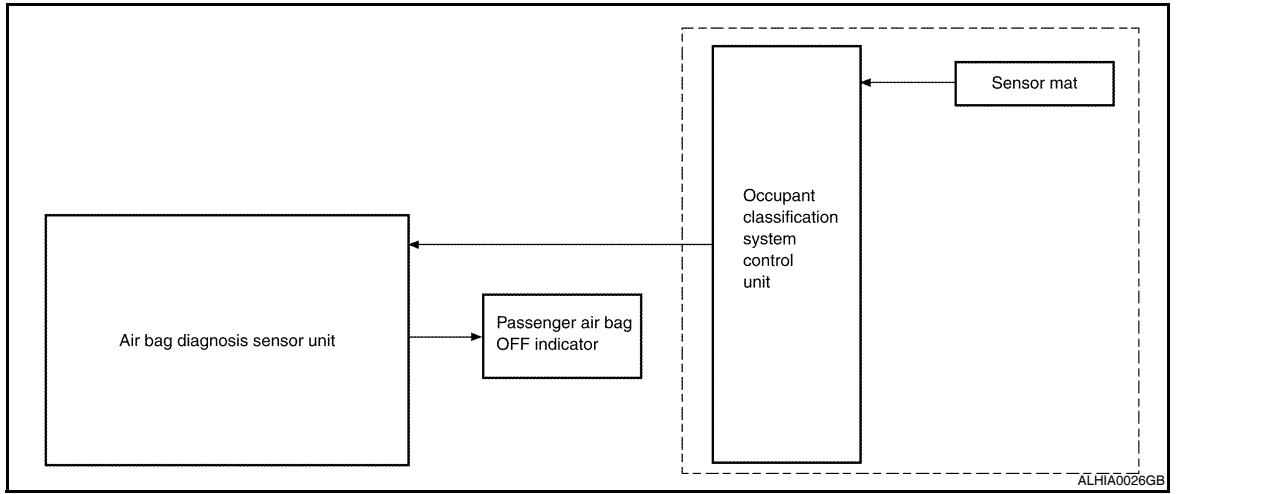 Sensor mat
Occupant
classification
system
control
unit
Air bag diagnosis sensor unit
Passenger air bag
OFF indicator
ALHIA0026GB